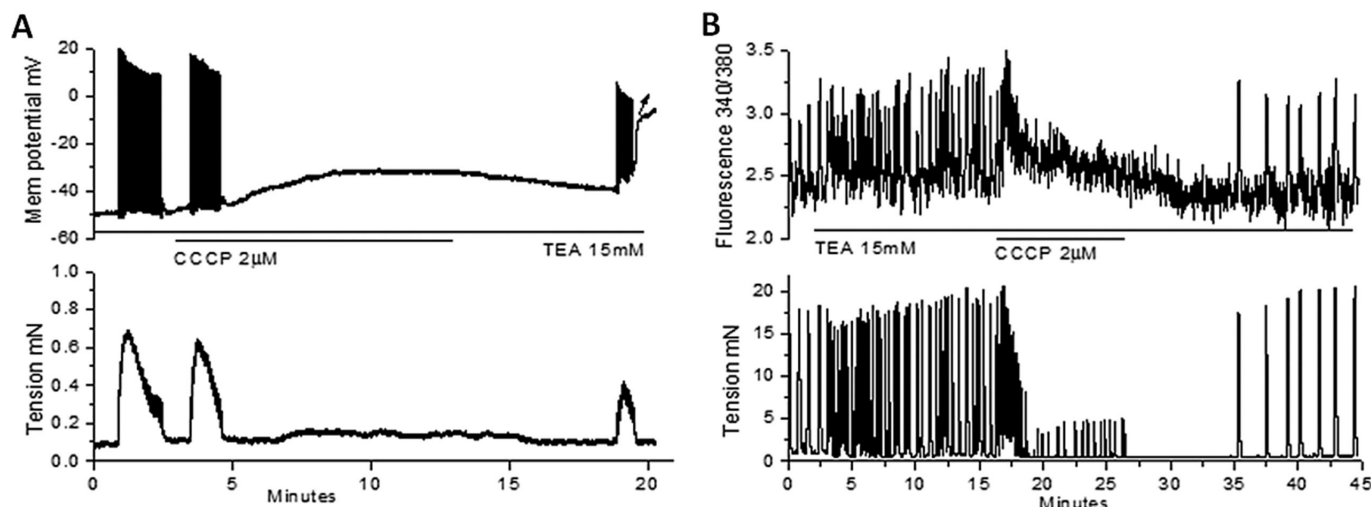 A
Mem potential mV
20
0
-20
-40
-60
CCCP 2µM
TEA 15mM
Tension mN
1.0
0.8
0.6
0.4
0.2
0.0
0 5 10 15 20
Minutes
B
Fluorescence 340/380
3.5
3.0
2.5
2.0
TEA 15mM
CCCP 2µM
Tension mN
20
15
10
5
0
0 5 10 15 20 25 30 35 40 45
Minutes